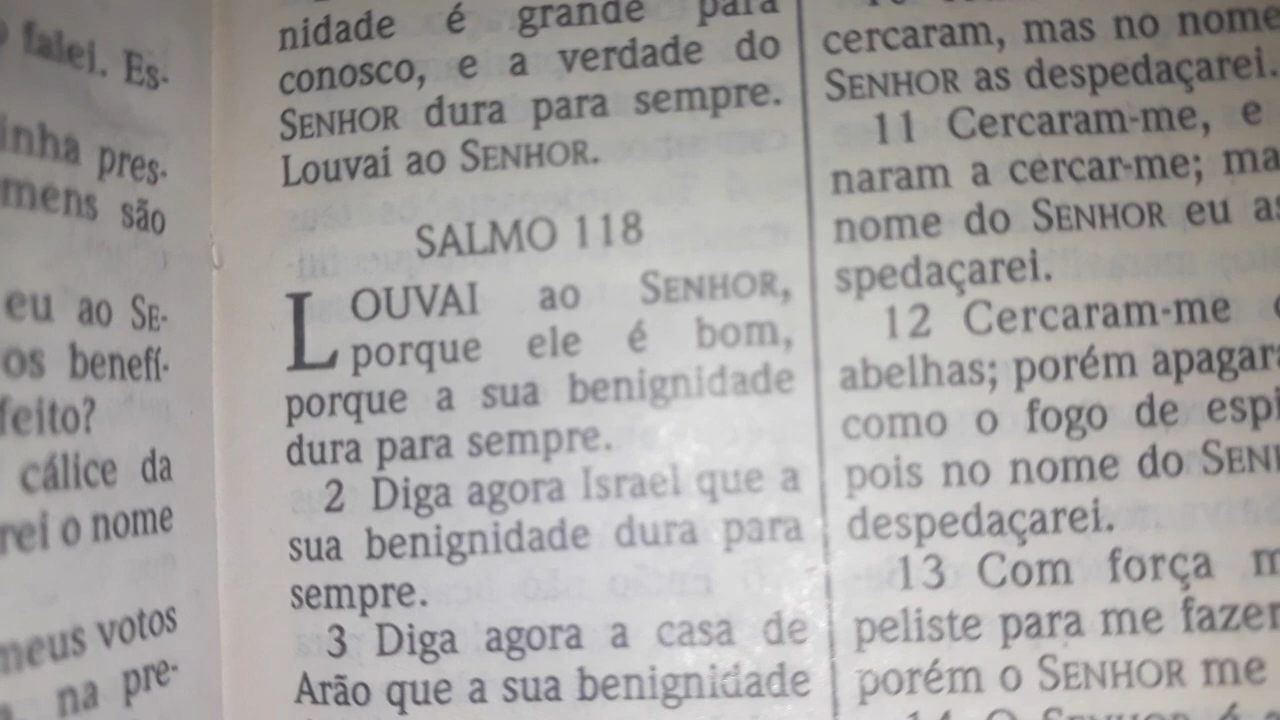 falei. Es-
pres-
mens são
eu ao SE-
os benefí-
feito?
cálice da
rei o nome
meus votos
na pre-
nidade é grande para
conosco, e a verdade do
SENHOR dura para sempre.
Louvai ao SENHOR.
SALMO 118
LOUVAI ao SENHOR,
porque ele é bom,
porque a sua benignidade
dura para sempre.
2 Diga agora Israel que a
sua benignidade dura para
sempre.
3 Diga agora a casa de
Arão que a sua benignidade
cercaram, mas no nome
SENHOR as despedaçarei.
11 Cercaram-me, e
naram a cercar-me; ma
nome do SENHOR eu as
spedaçarei.
12 Cercaram-me
abelhas; porém apagar
como o fogo de espi
pois no nome do SENH
despedaçarei.
13 Com força m
peliste para me fazer
porém o SENHOR me